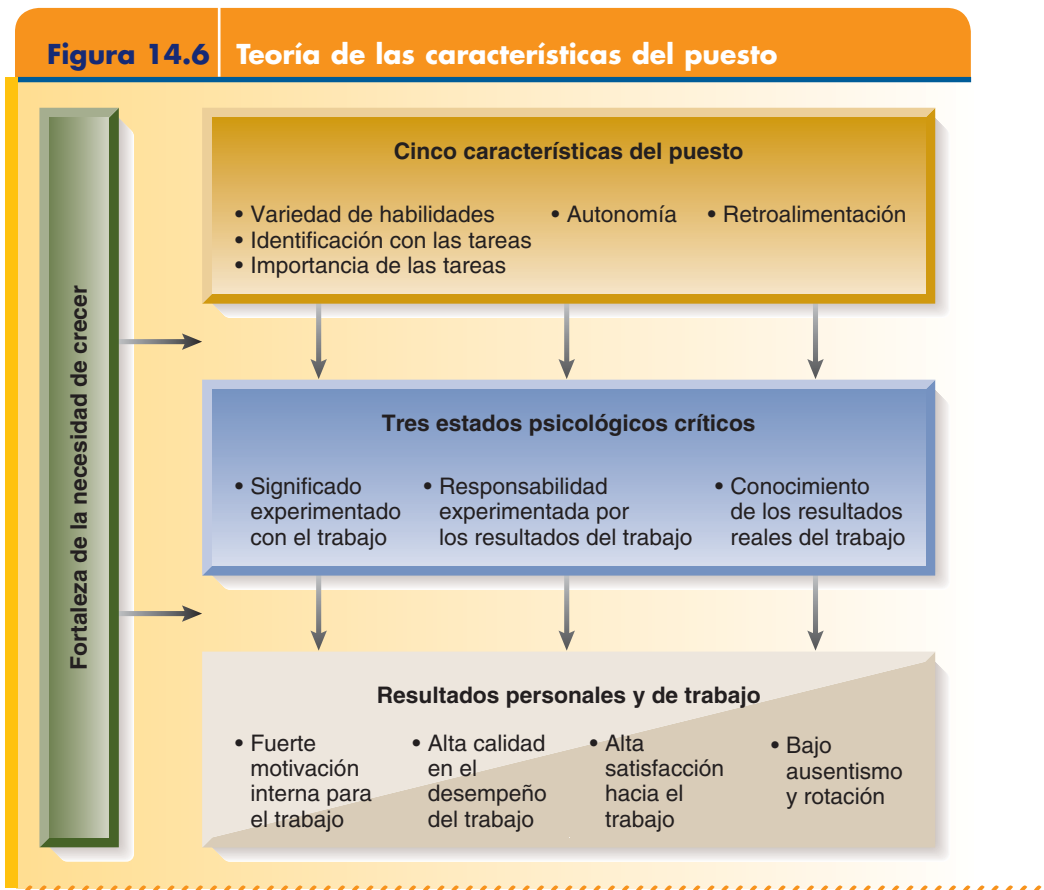 Figura 14.6 Teoría de las características del puesto
Fortaleza de la necesidad de crecer
Cinco características del puesto
• Variedad de habilidades
• Identificación con las tareas
• Importancia de las tareas
• Autonomía
• Retroalimentación
Tres estados psicológicos críticos
• Significado
experimentado
con el trabajo
• Responsabilidad
experimentada por
los resultados del trabajo
• Conocimiento
de los resultados
reales del trabajo
Resultados personales y de trabajo
• Fuerte
motivación
interna para
el trabajo
• Alta calidad
en el
desempeño
del trabajo
• Alta
satisfacción
hacia el
trabajo
• Bajo
ausentismo
y rotación